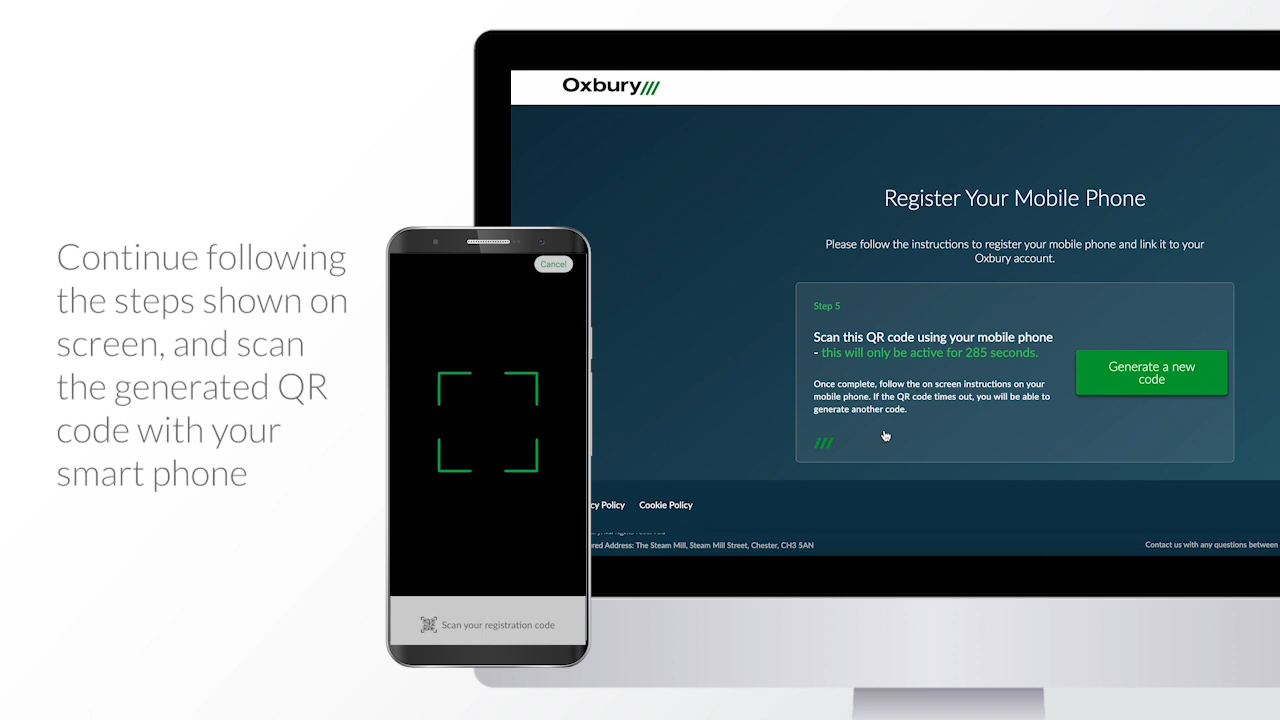 Continue following
the steps shown on
screen, and scan
the generated QR
code with your
smart phone
Cancel
Scan your registration code
Oxbury
Register Your Mobile Phone
Please follow the instructions to register your mobile phone and link it to your
Oxbury account.
Step 5
Scan this QR code using your mobile phone
- this will only be active for 285 seconds.
Once complete, follow the on screen instructions on your
mobile phone. If the QR code times out, you will be able to
generate another code.
Generate a new
code
cy Policy Cookie Policy
red Address: The Steam Mill, Steam Mill Street, Chester, CH3 5AN
Contact us with any questions between